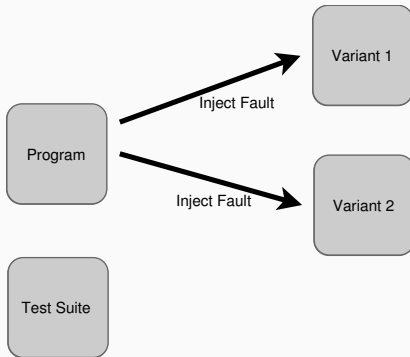 Variant 1
Inject Fault
Program
Inject Fault
Variant 2
Test Suite